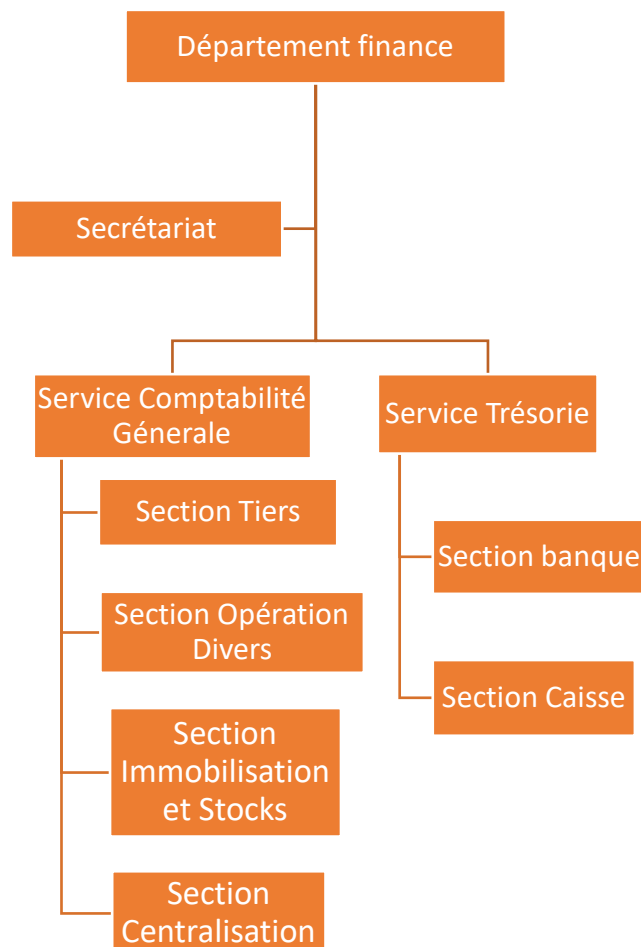 Département finance
Secrétariat
Service Comptabilité
Génerale
Section Tiers
Section Opération
Divers
Section
Immobilisation
et Stocks
Section
Centralisation
Service Trésorie
Section banque
Section Caisse